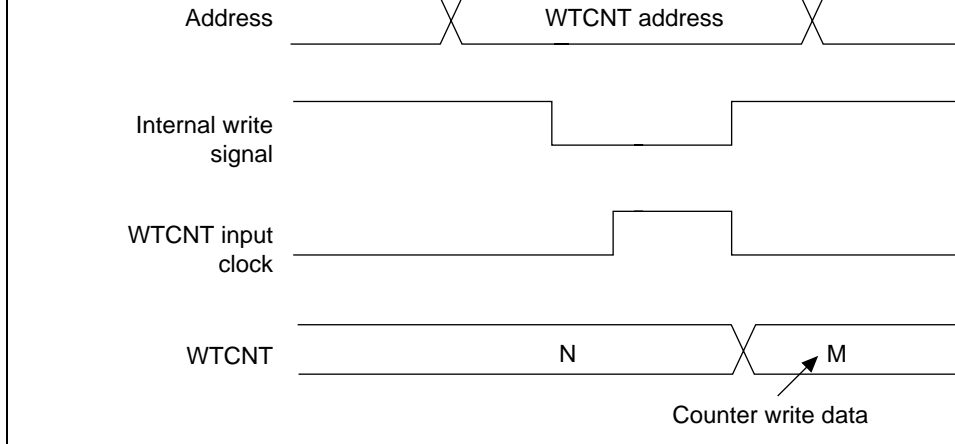 Address
WTCNT address
Internal write
signal
WTCNT input
clock
WTCNT
N
M
Counter write data